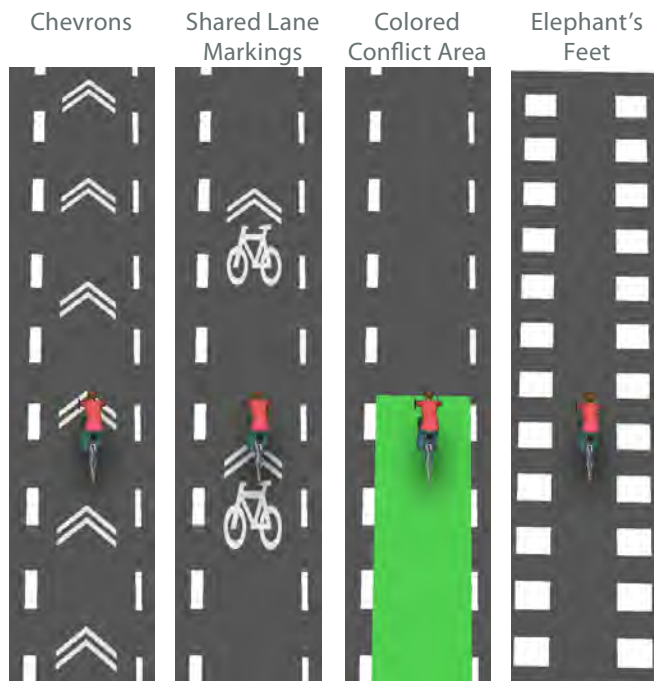 Chevrons
Shared Lane
Markings
Colored
Conflict Area
Elephant’s
Feet